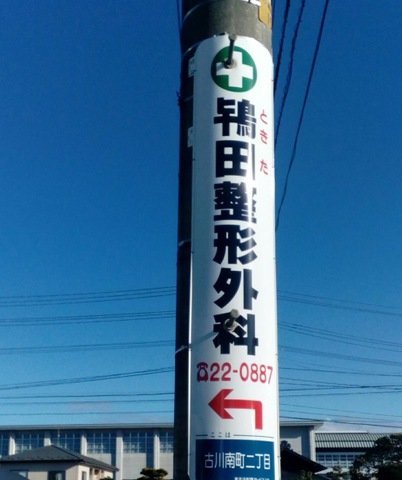 鴇田整形外科
ときた
☎22-0887
ここは
古川南町二丁目